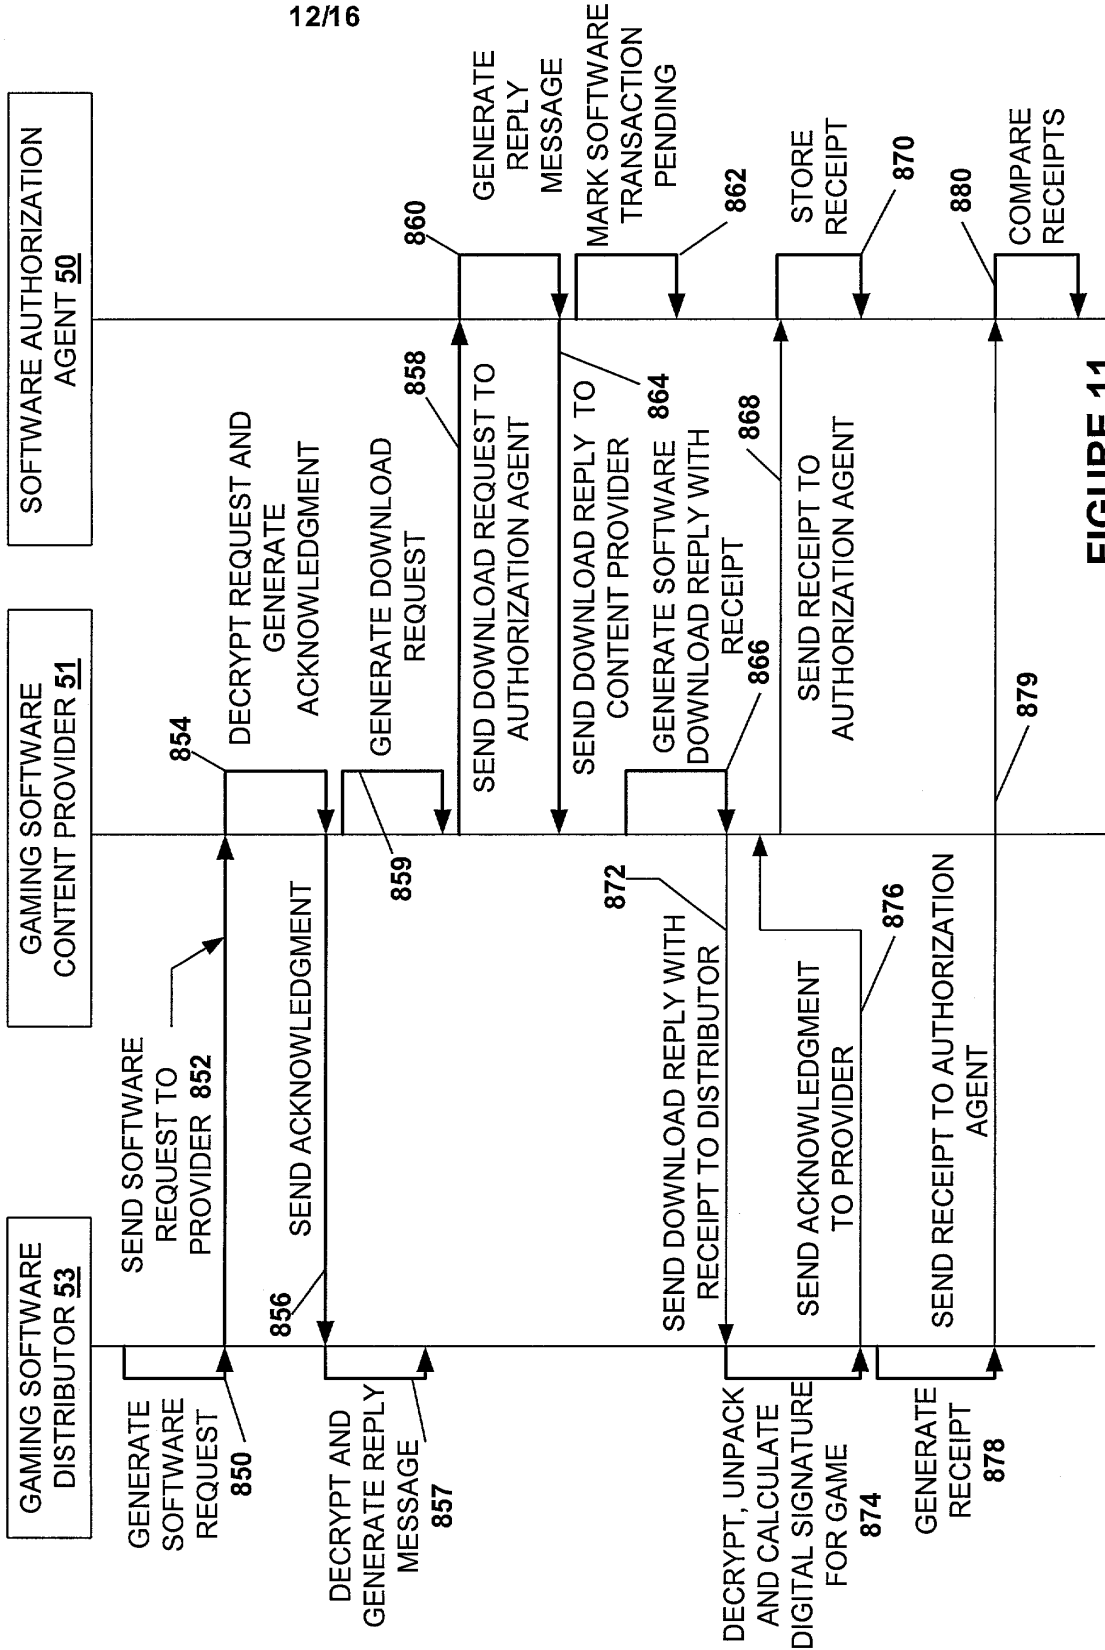 12/16
GAMING SOFTWARE
DISTRIBUTOR 53
GAMING SOFTWARE
CONTENT PROVIDER 51
SOFTWARE AUTHORIZATION
AGENT 50
GENERATE
SOFTWARE
REQUEST
850
SEND SOFTWARE
REQUEST TO
PROVIDER 852
854
DECRYPT REQUEST AND
GENERATE
ACKNOWLEDGMENT
SEND ACKNOWLEDGMENT
856
DECRYPT AND
GENERATE REPLY
MESSAGE
857
GENERATE DOWNLOAD
REQUEST
859
858
SEND DOWNLOAD REQUEST TO
AUTHORIZATION AGENT
860
GENERATE
REPLY
MESSAGE
MARK SOFTWARE
TRANSACTION
PENDING
862
864
SEND DOWNLOAD REPLY TO
CONTENT PROVIDER
GENERATE SOFTWARE
DOWNLOAD REPLY WITH
RECEIPT
866
872
SEND DOWNLOAD REPLY WITH
RECEIPT TO DISTRIBUTOR
868
SEND RECEIPT TO
AUTHORIZATION AGENT
STORE
RECEIPT
870
DECRYPT, UNPACK
AND CALCULATE
DIGITAL SIGNATURE
FOR GAME
874
SEND ACKNOWLEDGMENT
TO PROVIDER
876
GENERATE
RECEIPT
878
SEND RECEIPT TO AUTHORIZATION
AGENT
879
880
COMPARE
RECEIPTS
FIGURE 11